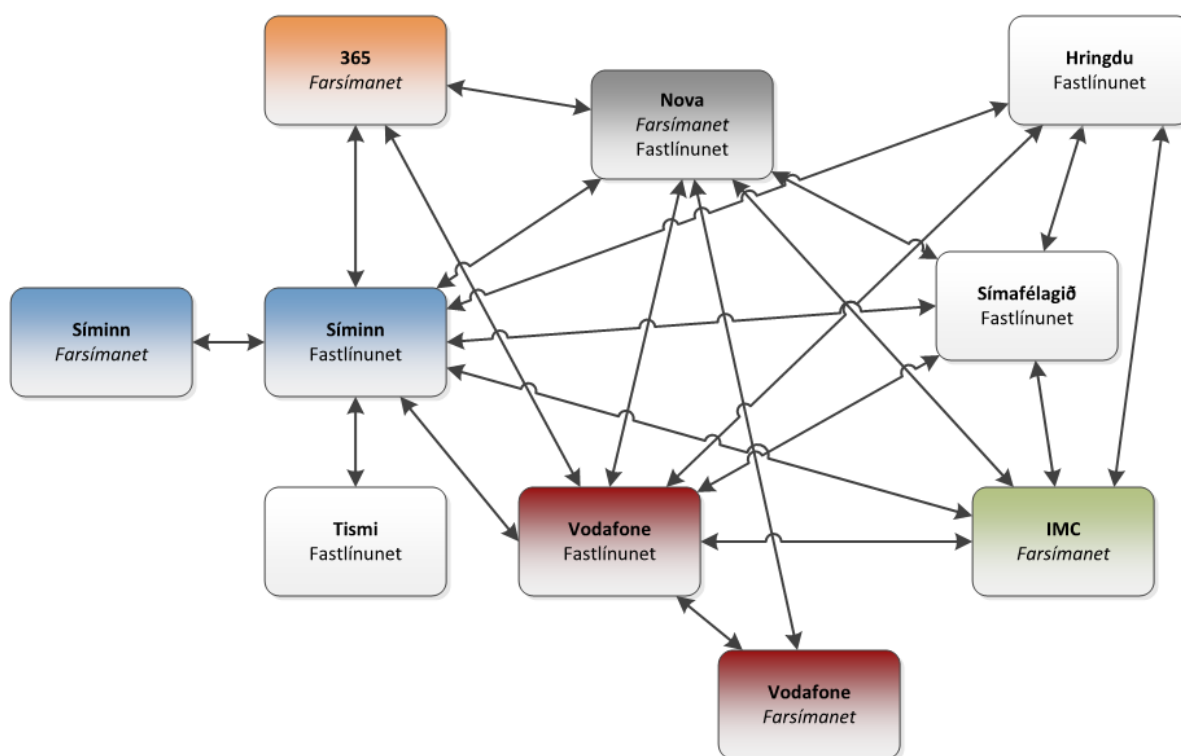 365
Farsímanet
Nova
Farsímanet
Fastlínunet
Hringdu
Fastlínunet
Símafélagið
Fastlínunet
Síminn
Farsímanet
Síminn
Fastlínunet
Tismi
Fastlínunet
Vodafone
Fastlínunet
IMC
Farsímanet
Vodafone
Farsímanet